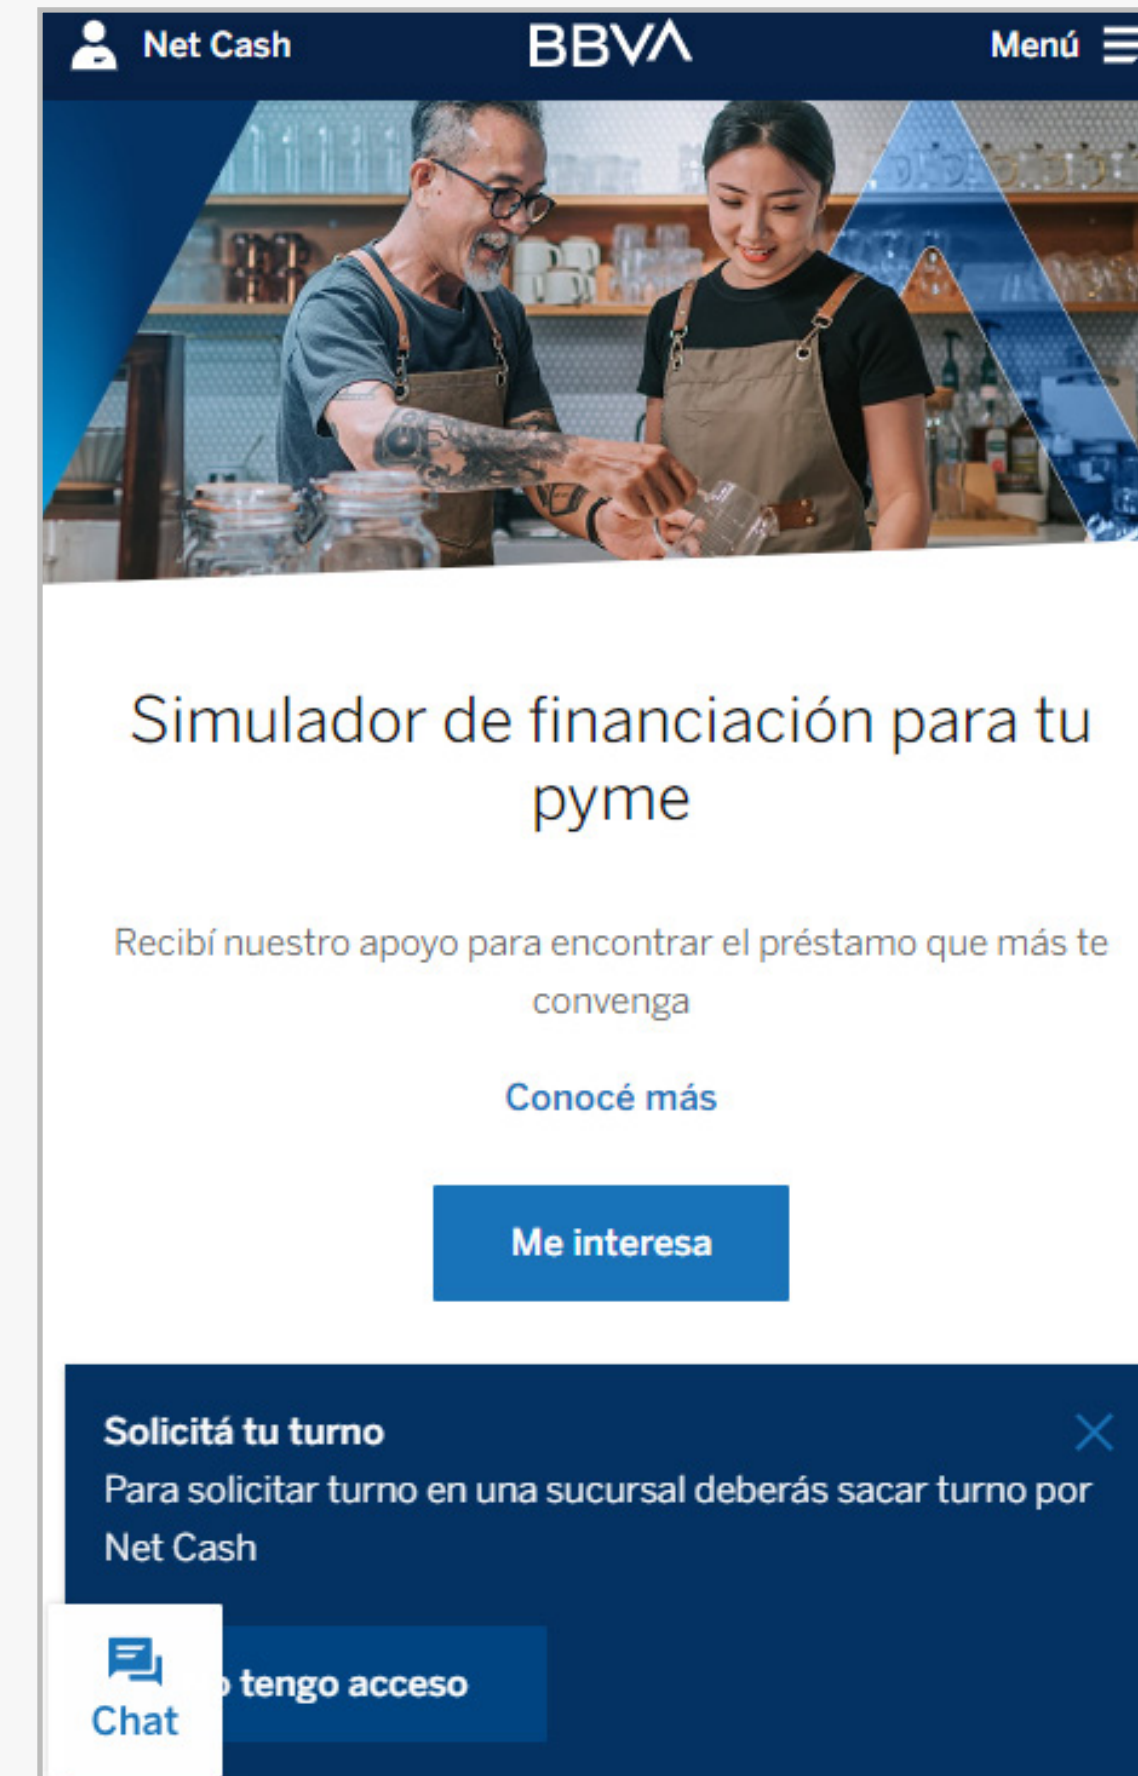 Net Cash
BBVA
Menú
Simulador de financiación para tu
pyme
Recibí nuestro apoyo para encontrar el préstamo que más te
convenga
Conocé más
Me interesa
Solicitá tu turno
Para solicitar turno en una sucursal deberás sacar turno por
Net Cash
tengo acceso
Chat